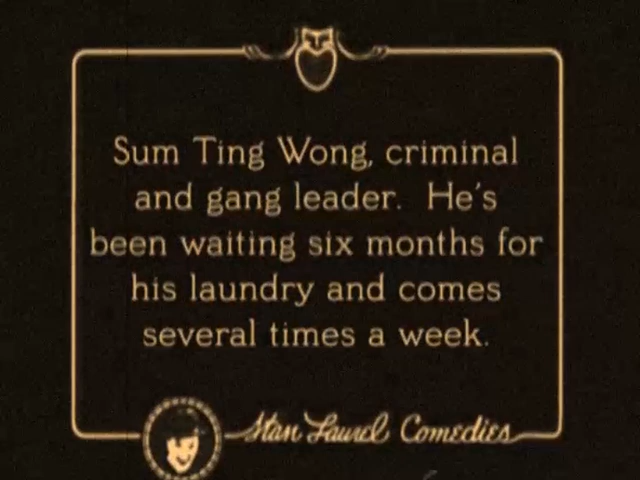 Sum Ting Wong, criminal
and gang leader. He's
been waiting six months for
his laundry and comes
several times a week.
Stan Laurel Comedies